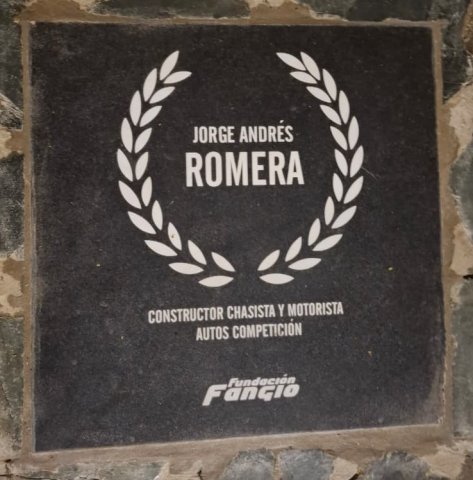 JORGE ANDRÉS
ROMERA
CONSTRUCTOR CHASISTA Y MOTORISTA
AUTOS COMPETICIÓN
Fundación
Fangio